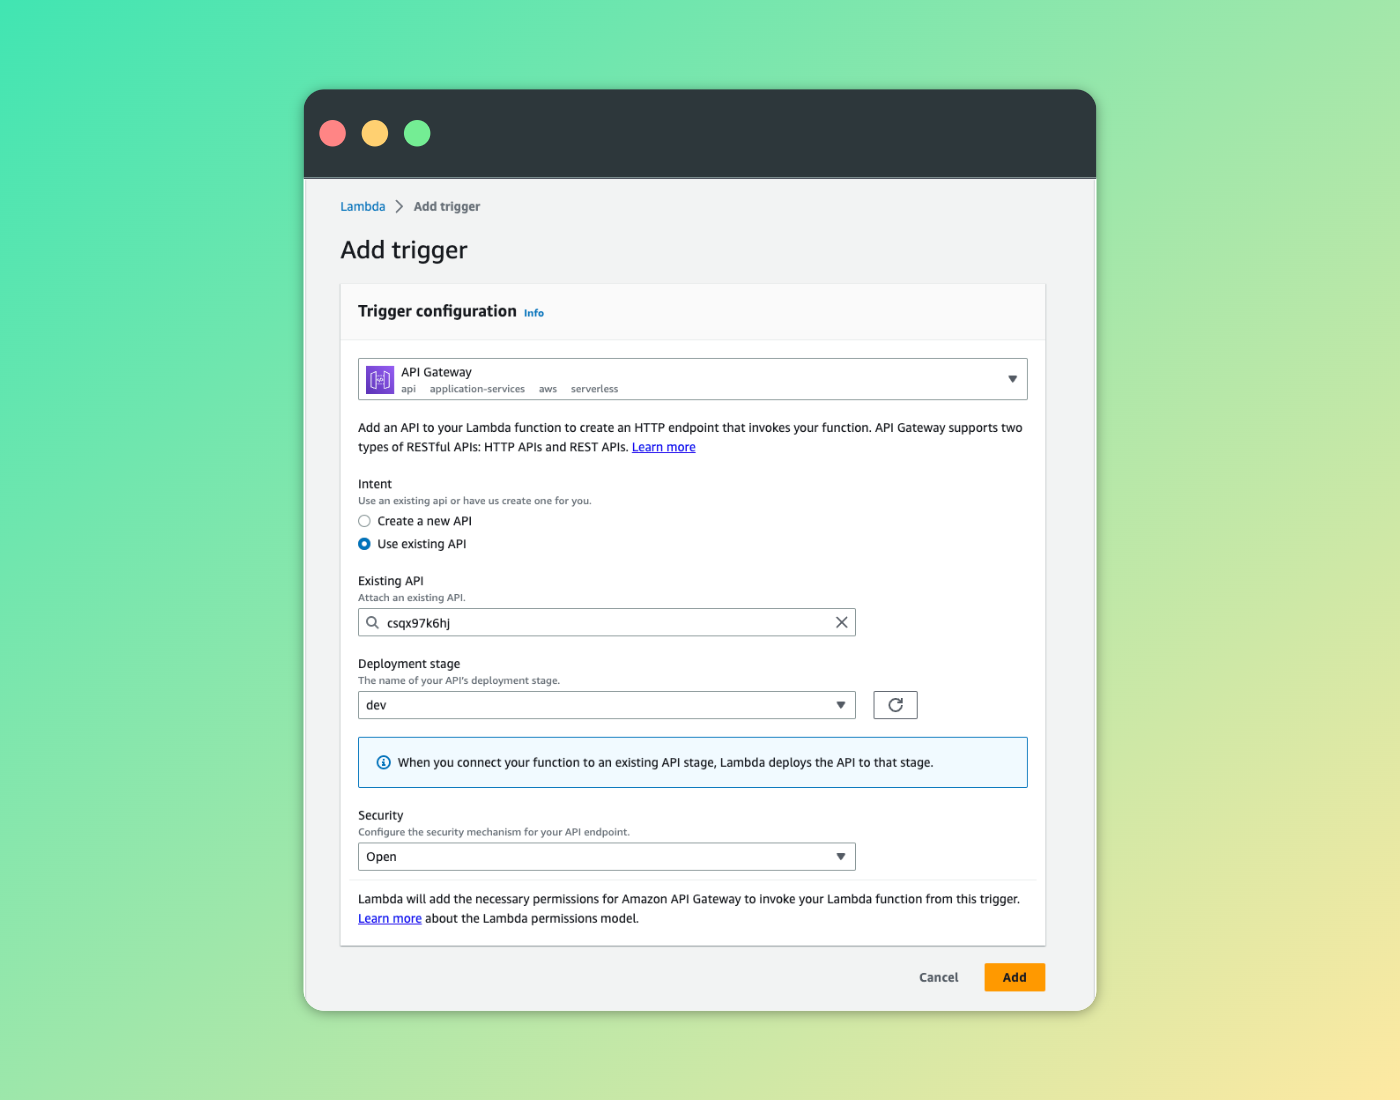 Lambda > Add trigger
Add trigger
Trigger configuration Info
API Gateway
api application-services aws serverless
Add an API to your Lambda function to create an HTTP endpoint that invokes your function. API Gateway supports two
types of RESTful APIs: HTTP APIs and REST APIs. Learn more
Intent
Use an existing api or have us create one for you.
Create a new API
Use existing API
Existing API
Attach an existing API.
csqx97k6hj
Deployment stage
The name of your API's deployment stage.
dev
When you connect your function to an existing API stage, Lambda deploys the API to that stage.
Security
Configure the security mechanism for your API endpoint.
Open
Lambda will add the necessary permissions for Amazon API Gateway to invoke your Lambda function from this trigger.
Learn more about the Lambda permissions model.
Cancel Add